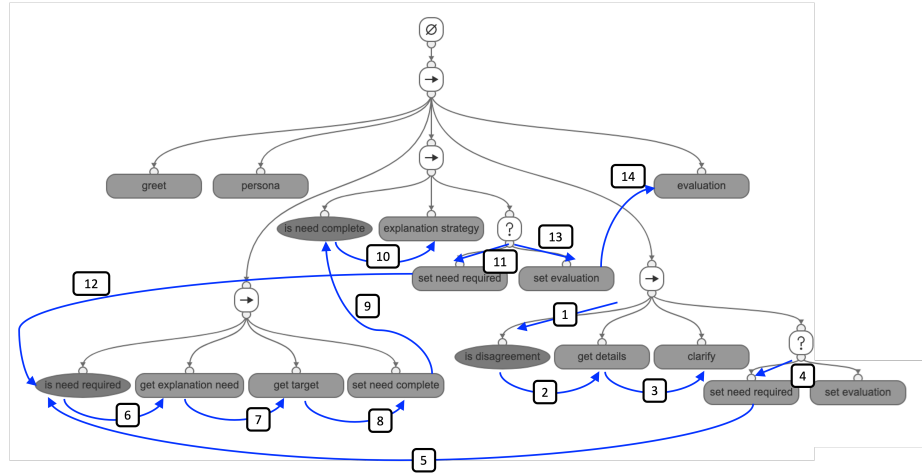 Ø
→
→
14
greet
persona
evaluation
is need complete
explanation strategy
?
13
10
11
set need required
set evaluation
12
→
→
9
1
?
is disagreement
get details
clarify
4
is need required
get explanation need
get target
set need complete
2
3
set need required
set evaluation
6
7
8
5